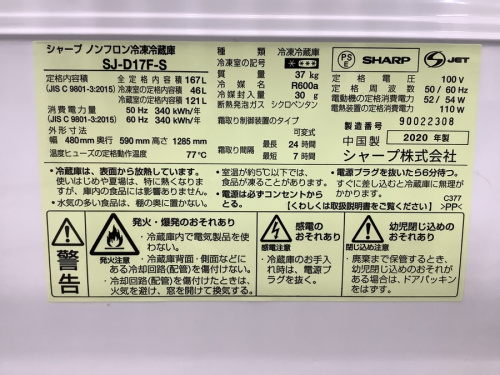 シャープ ノンフロン冷凍冷蔵庫
SJ-D17F-S
定格内容積 全定格内容積 167L
(JIS C 9801-3:2015) 冷凍室の定格内容積 46L
冷蔵室の定格内容積 121L
消費電力量 50 Hz 340 kWh/年
(JIS C 9801-3:2015) 60 Hz 340 kWh/年
外形寸法
幅 480mm 奥行 590mm 高さ 1285mm
温度ヒューズの定格動作温度 77℃
種類 冷凍冷蔵庫
冷凍室の記号
質量 37 kg
冷媒 R600a
冷媒封入量 30 g
断熱発泡ガス シクロペンタン
霜取り制御装置のタイプ
可変式
霜取り間隔 最長 24時間
最短 7時間
PSE SHARP S JET
定格電圧 100V
定格周波数 50/60Hz
電動機の定格消費電力 52/54W
電熱装置の定格消費電力 110W
製造番号 90022308
中国製 2020年製
シャープ株式会社
・冷蔵庫は、表面から放熱しています。
使いはじめや夏場は、特に熱くなりますが、庫内の食品には影響ありません。
・水気の多い食品は、棚の奥に置かない。
・室温が約5℃以下では、食品が凍ることがあります。
・電源は必ずコンセントからとる。
・電源プラグを抜いたら6分待つ。
すぐに差し込むと冷蔵庫に無理がかかります。
【くわしくは取扱説明書をご覧ください】
C377
>PP<
警告
発火・爆発のおそれあり
発火注意
・冷蔵庫内で電気製品を使わない。
・冷蔵庫背面・側面などにある冷却回路(配管)を傷付けない。
・冷却回路(配管)を傷付けたときは、火気を避け、窓を開けて換気。
感電のおそれあり
感電注意
・冷蔵庫のお手入れ時は、電源プラグを抜く。
幼児閉じ込めのおそれあり
閉じ込め注意
・廃棄まで保管するとき、幼児閉じ込めのおそれがある場合は、ドアパッキンをはずす。